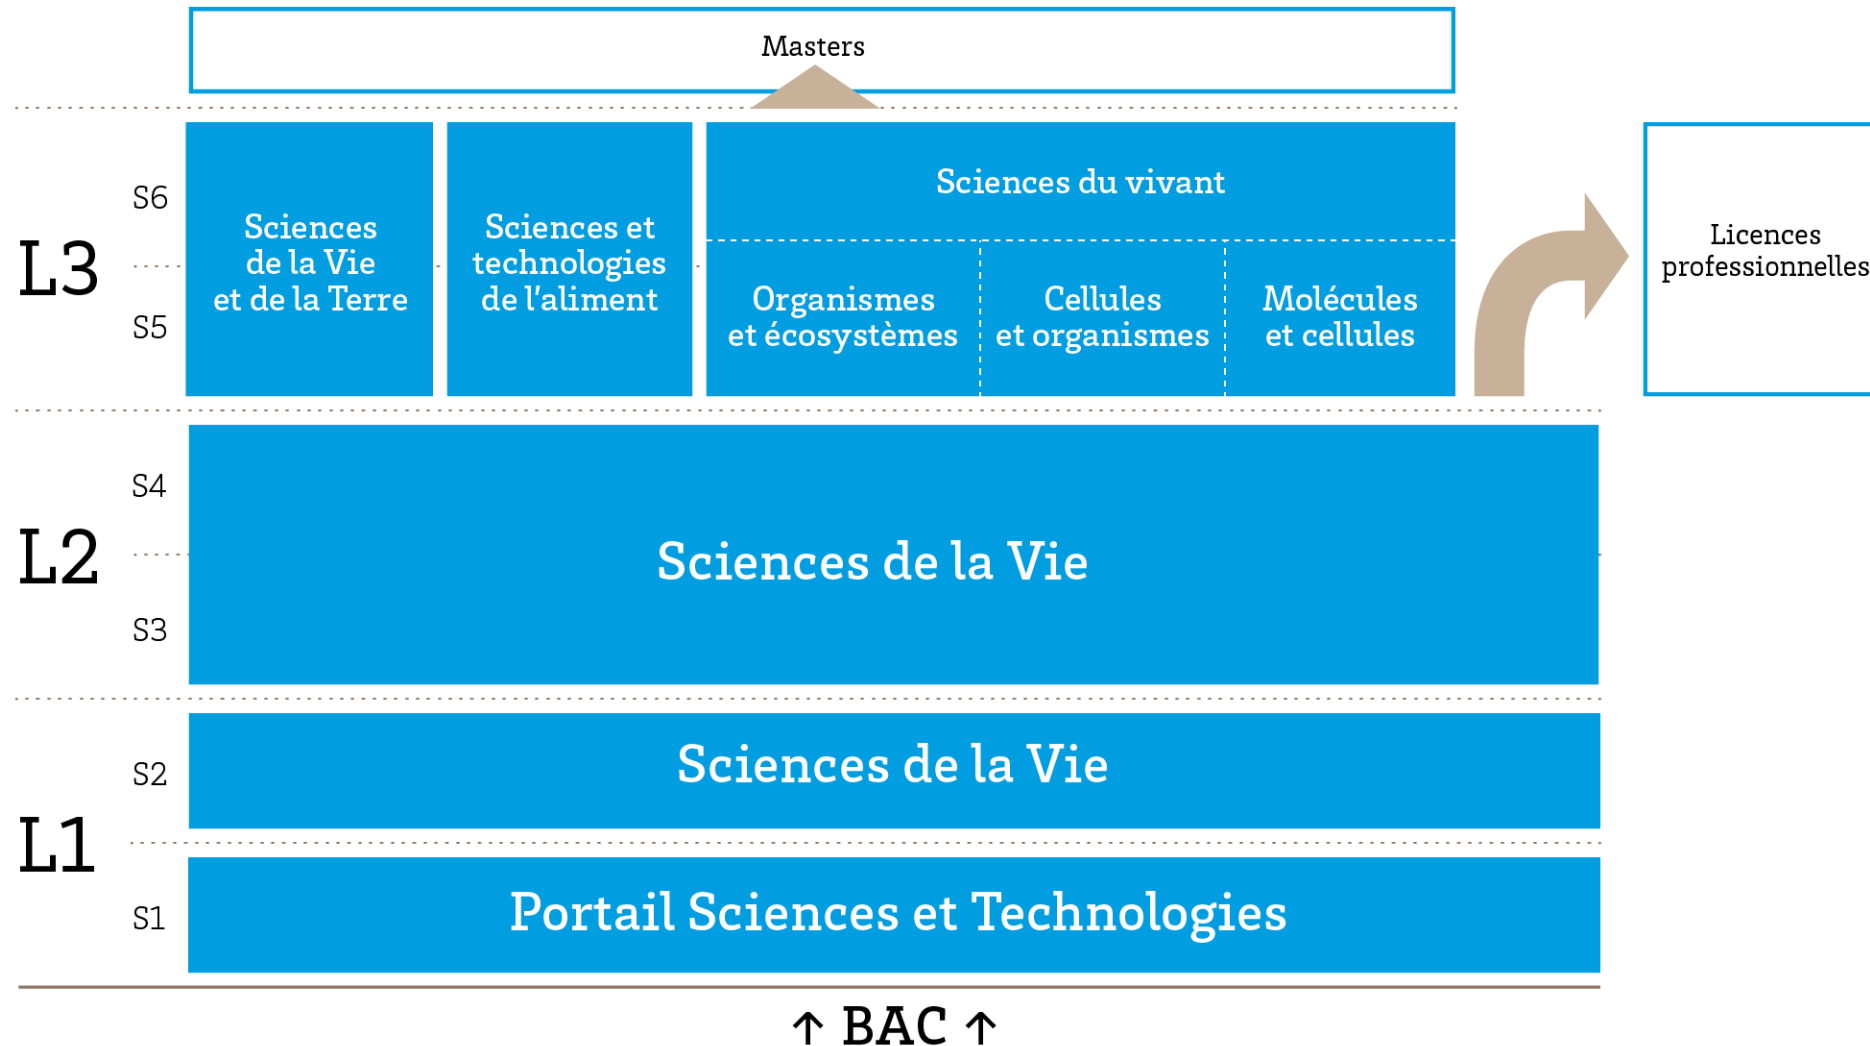 Masters
L3
S6
S5
Sciences
de la Vie
et de la Terre
Sciences et
technologies
de l'aliment
Sciences du vivant
Organismes
et écosystèmes
Cellules
et organismes
Molécules
et cellules
Licences
professionnelles
L2
S4
S3
Sciences de la Vie
L1
S2
Sciences de la Vie
S1
Portail Sciences et Technologies
↑ BAC ↑